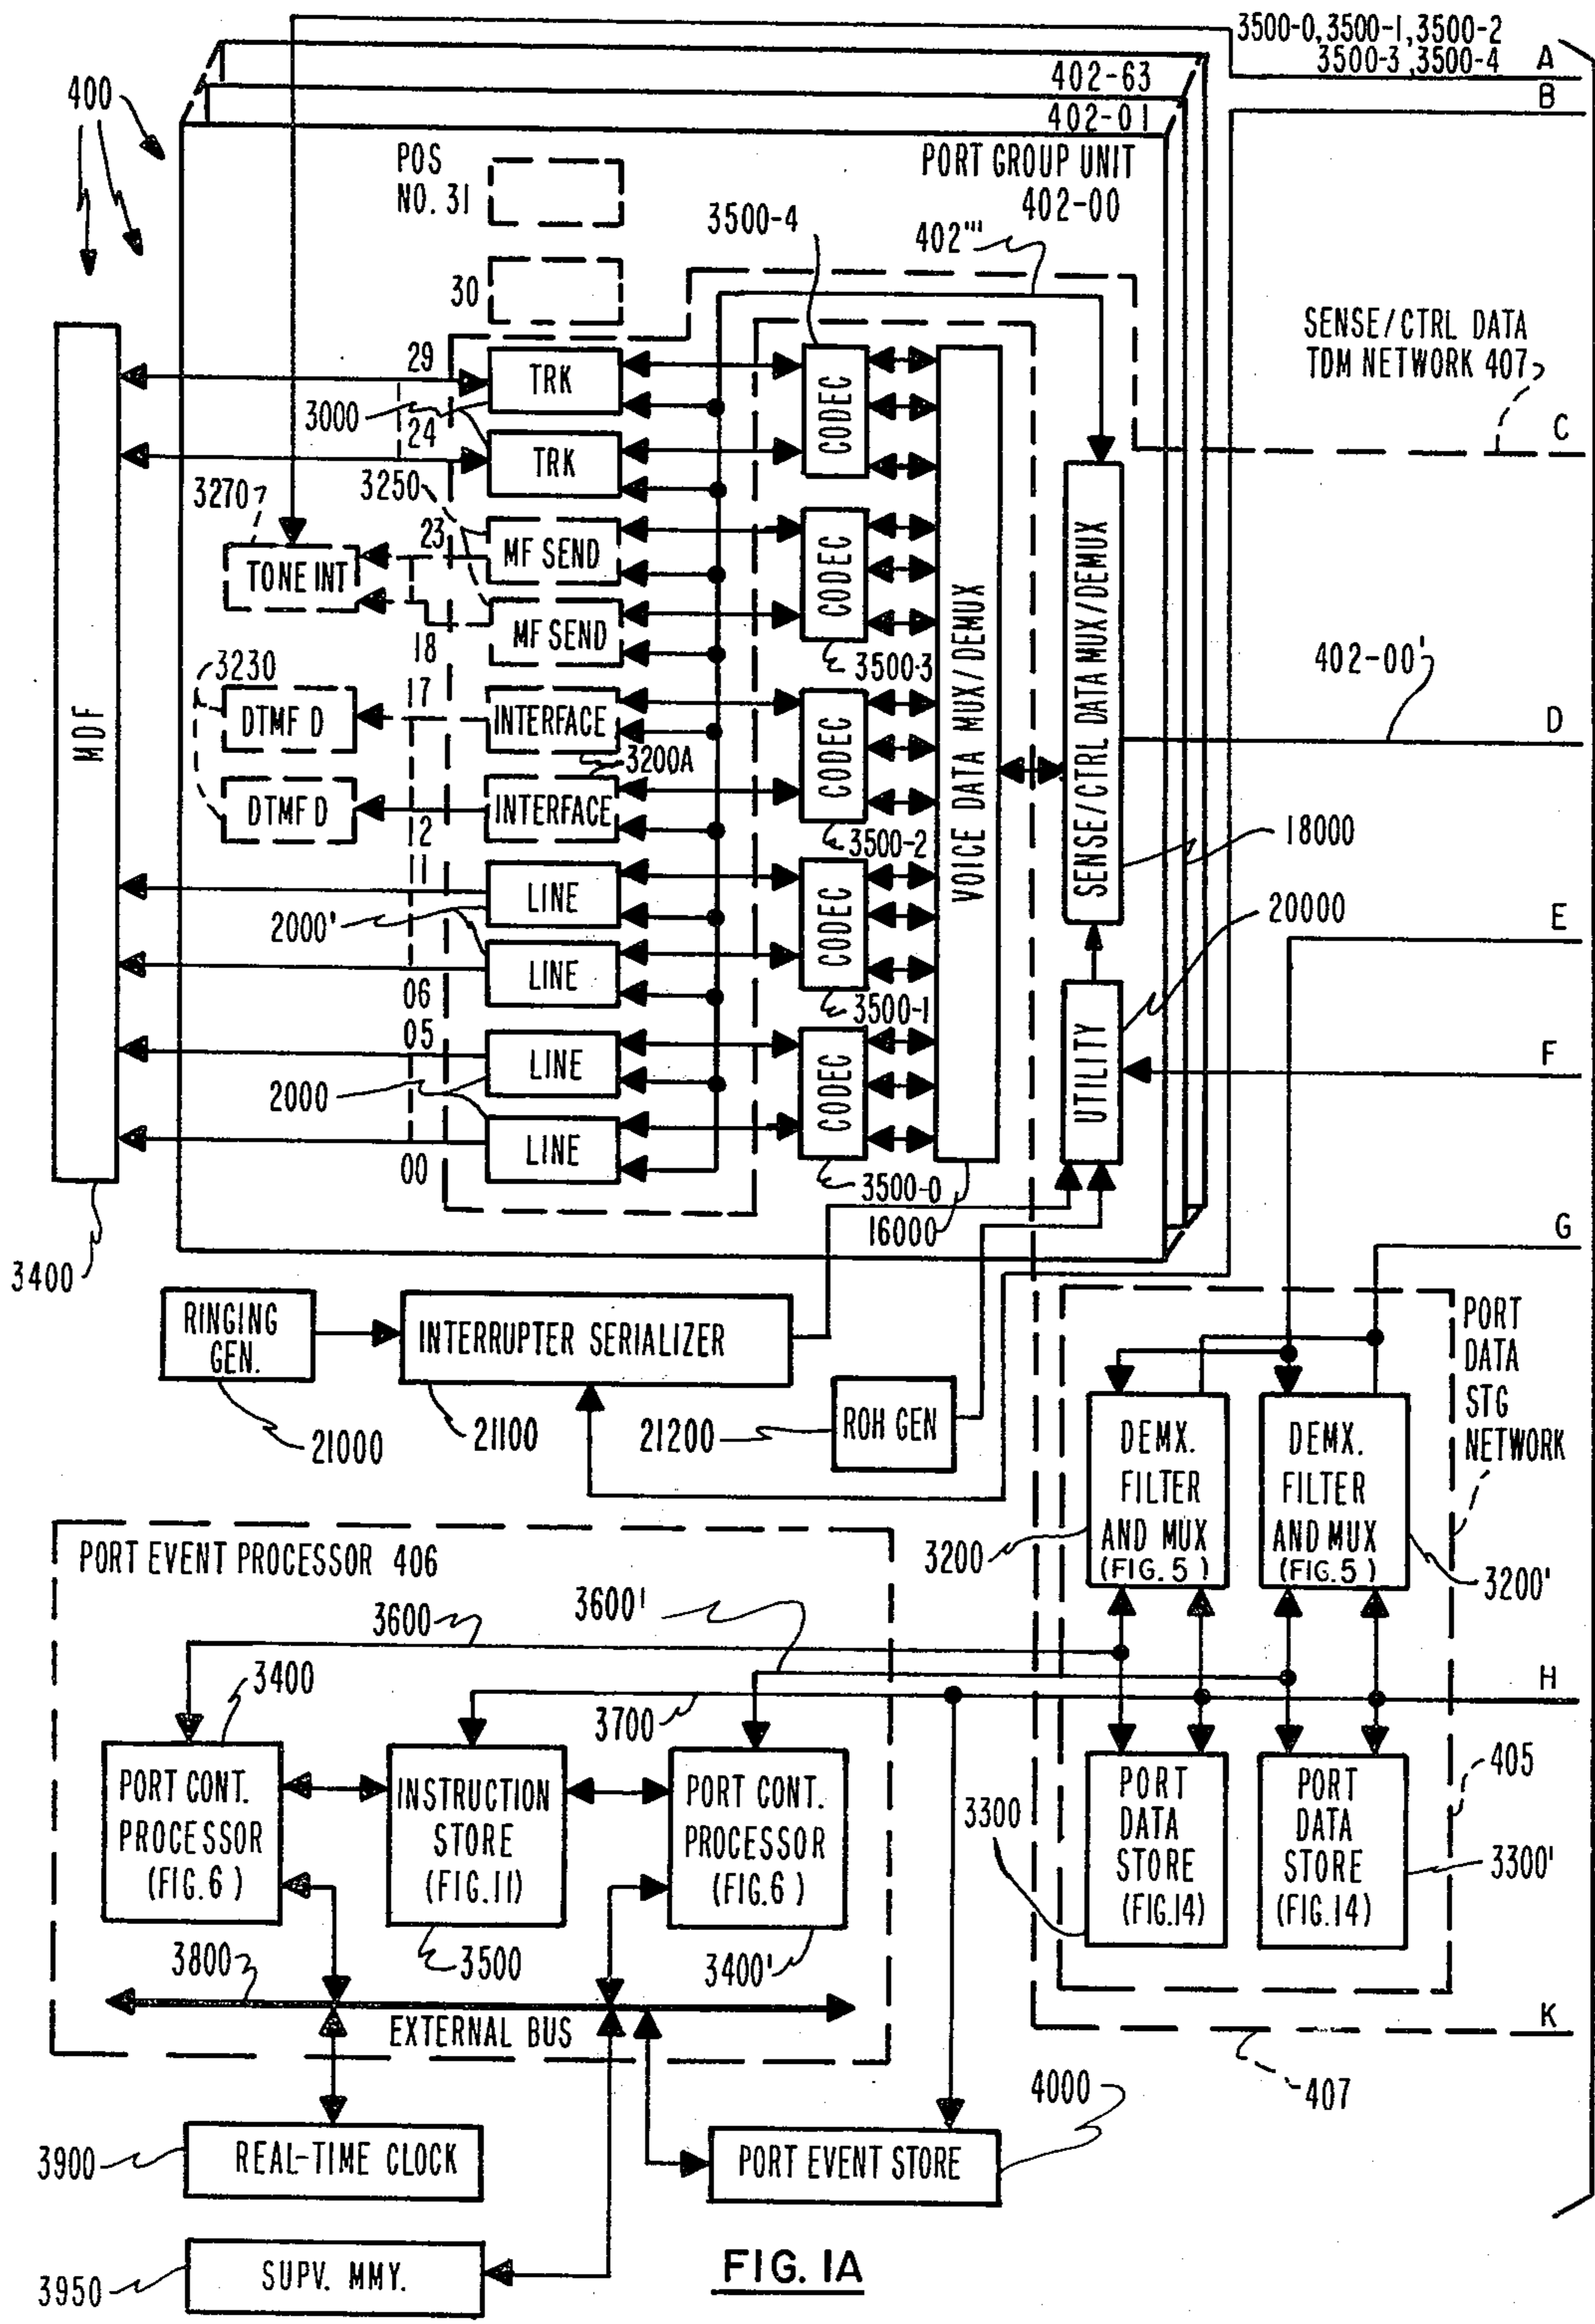 3500-0, 3500-1, 3500-2
3500-3, 3500-4
A
B
402-63
402-01
400
POS
NO. 31
PORT GROUP UNIT
402-00
3500-4
402'''
30
SENSE/CTRL DATA
TDM NETWORK 407
C
29
TRK
3000
24
TRK
CODEC
3250
3270
23
MF SEND
TONE INT
MF SEND
18
CODEC
3500-3
3230
17
DTMF D
INTERFACE
3200A
DTMF D
INTERFACE
12
CODEC
3500-2
MDF
VOICE DATA MUX/DEMUX
SENSE/CTRL DATA MUX/DEMUX
402-00'
D
18000
11
LINE
2000'
LINE
06
CODEC
3500-1
20000
E
05
LINE
2000
LINE
00
CODEC
3500-0
UTILITY
F
16000
G
3400
RINGING
GEN.
INTERRUPTER SERIALIZER
21000
21100
21200
ROH GEN
PORT
DATA
STG
NETWORK
DEMX.
FILTER
AND MUX
(FIG. 5)
DEMX.
FILTER
AND MUX
(FIG. 5)
3200
3200'
PORT EVENT PROCESSOR 406
3600
3600'
3400
3700
H
PORT CONT.
PROCESSOR
(FIG. 6)
INSTRUCTION
STORE
(FIG. 11)
PORT CONT.
PROCESSOR
(FIG. 6)
3300
PORT
DATA
STORE
(FIG. 14)
PORT
DATA
STORE
(FIG. 14)
405
3300'
3800
3500
3400'
EXTERNAL BUS
K
407
4000
3900
REAL-TIME CLOCK
PORT EVENT STORE
3950
SUPV. MMY.
FIG. 1A